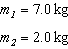 m₁ = 7.0 kg
m₂ = 2.0 kg